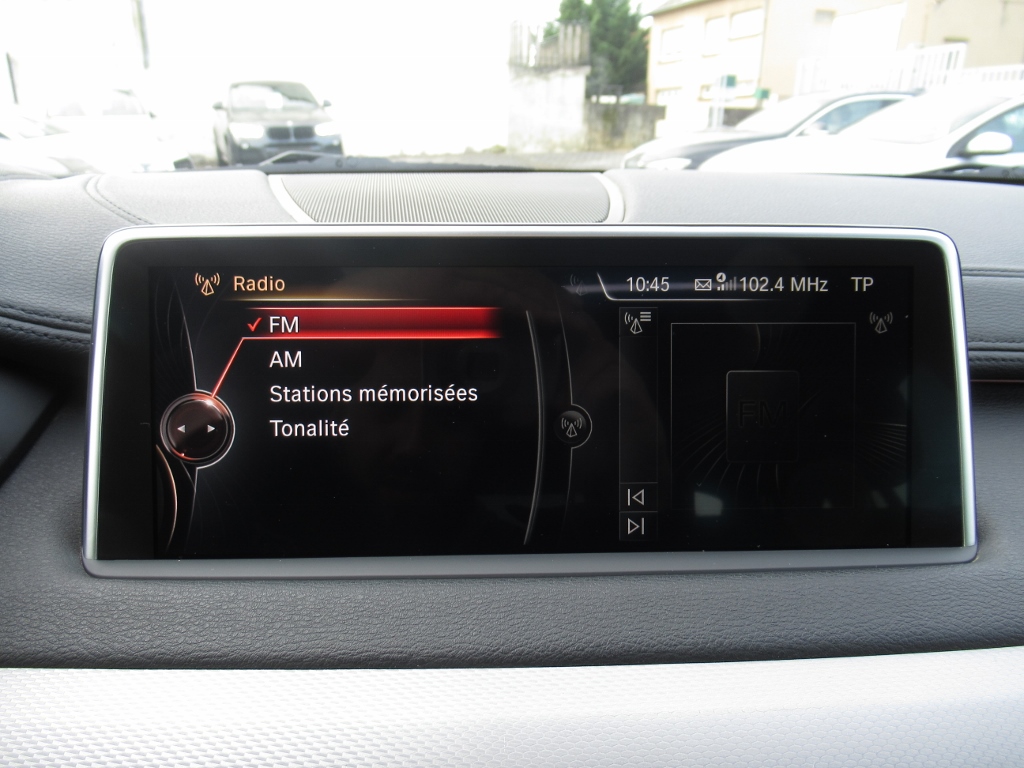 Radio
10:45 102.4 MHz TP
FM
AM
Stations mémorisées
Tonalité
FM